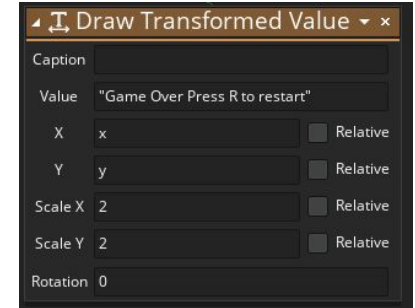 Draw Transformed Value
Caption
Value "Game Over Press R to restart"
X x Relative
Y y Relative
Scale X 2 Relative
Scale Y 2 Relative
Rotation 0